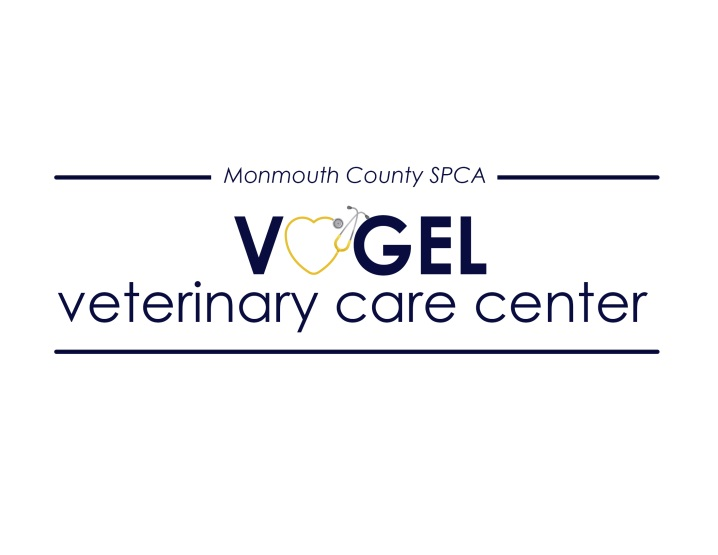 Monmouth County SPCA
VOGEL
veterinary care center